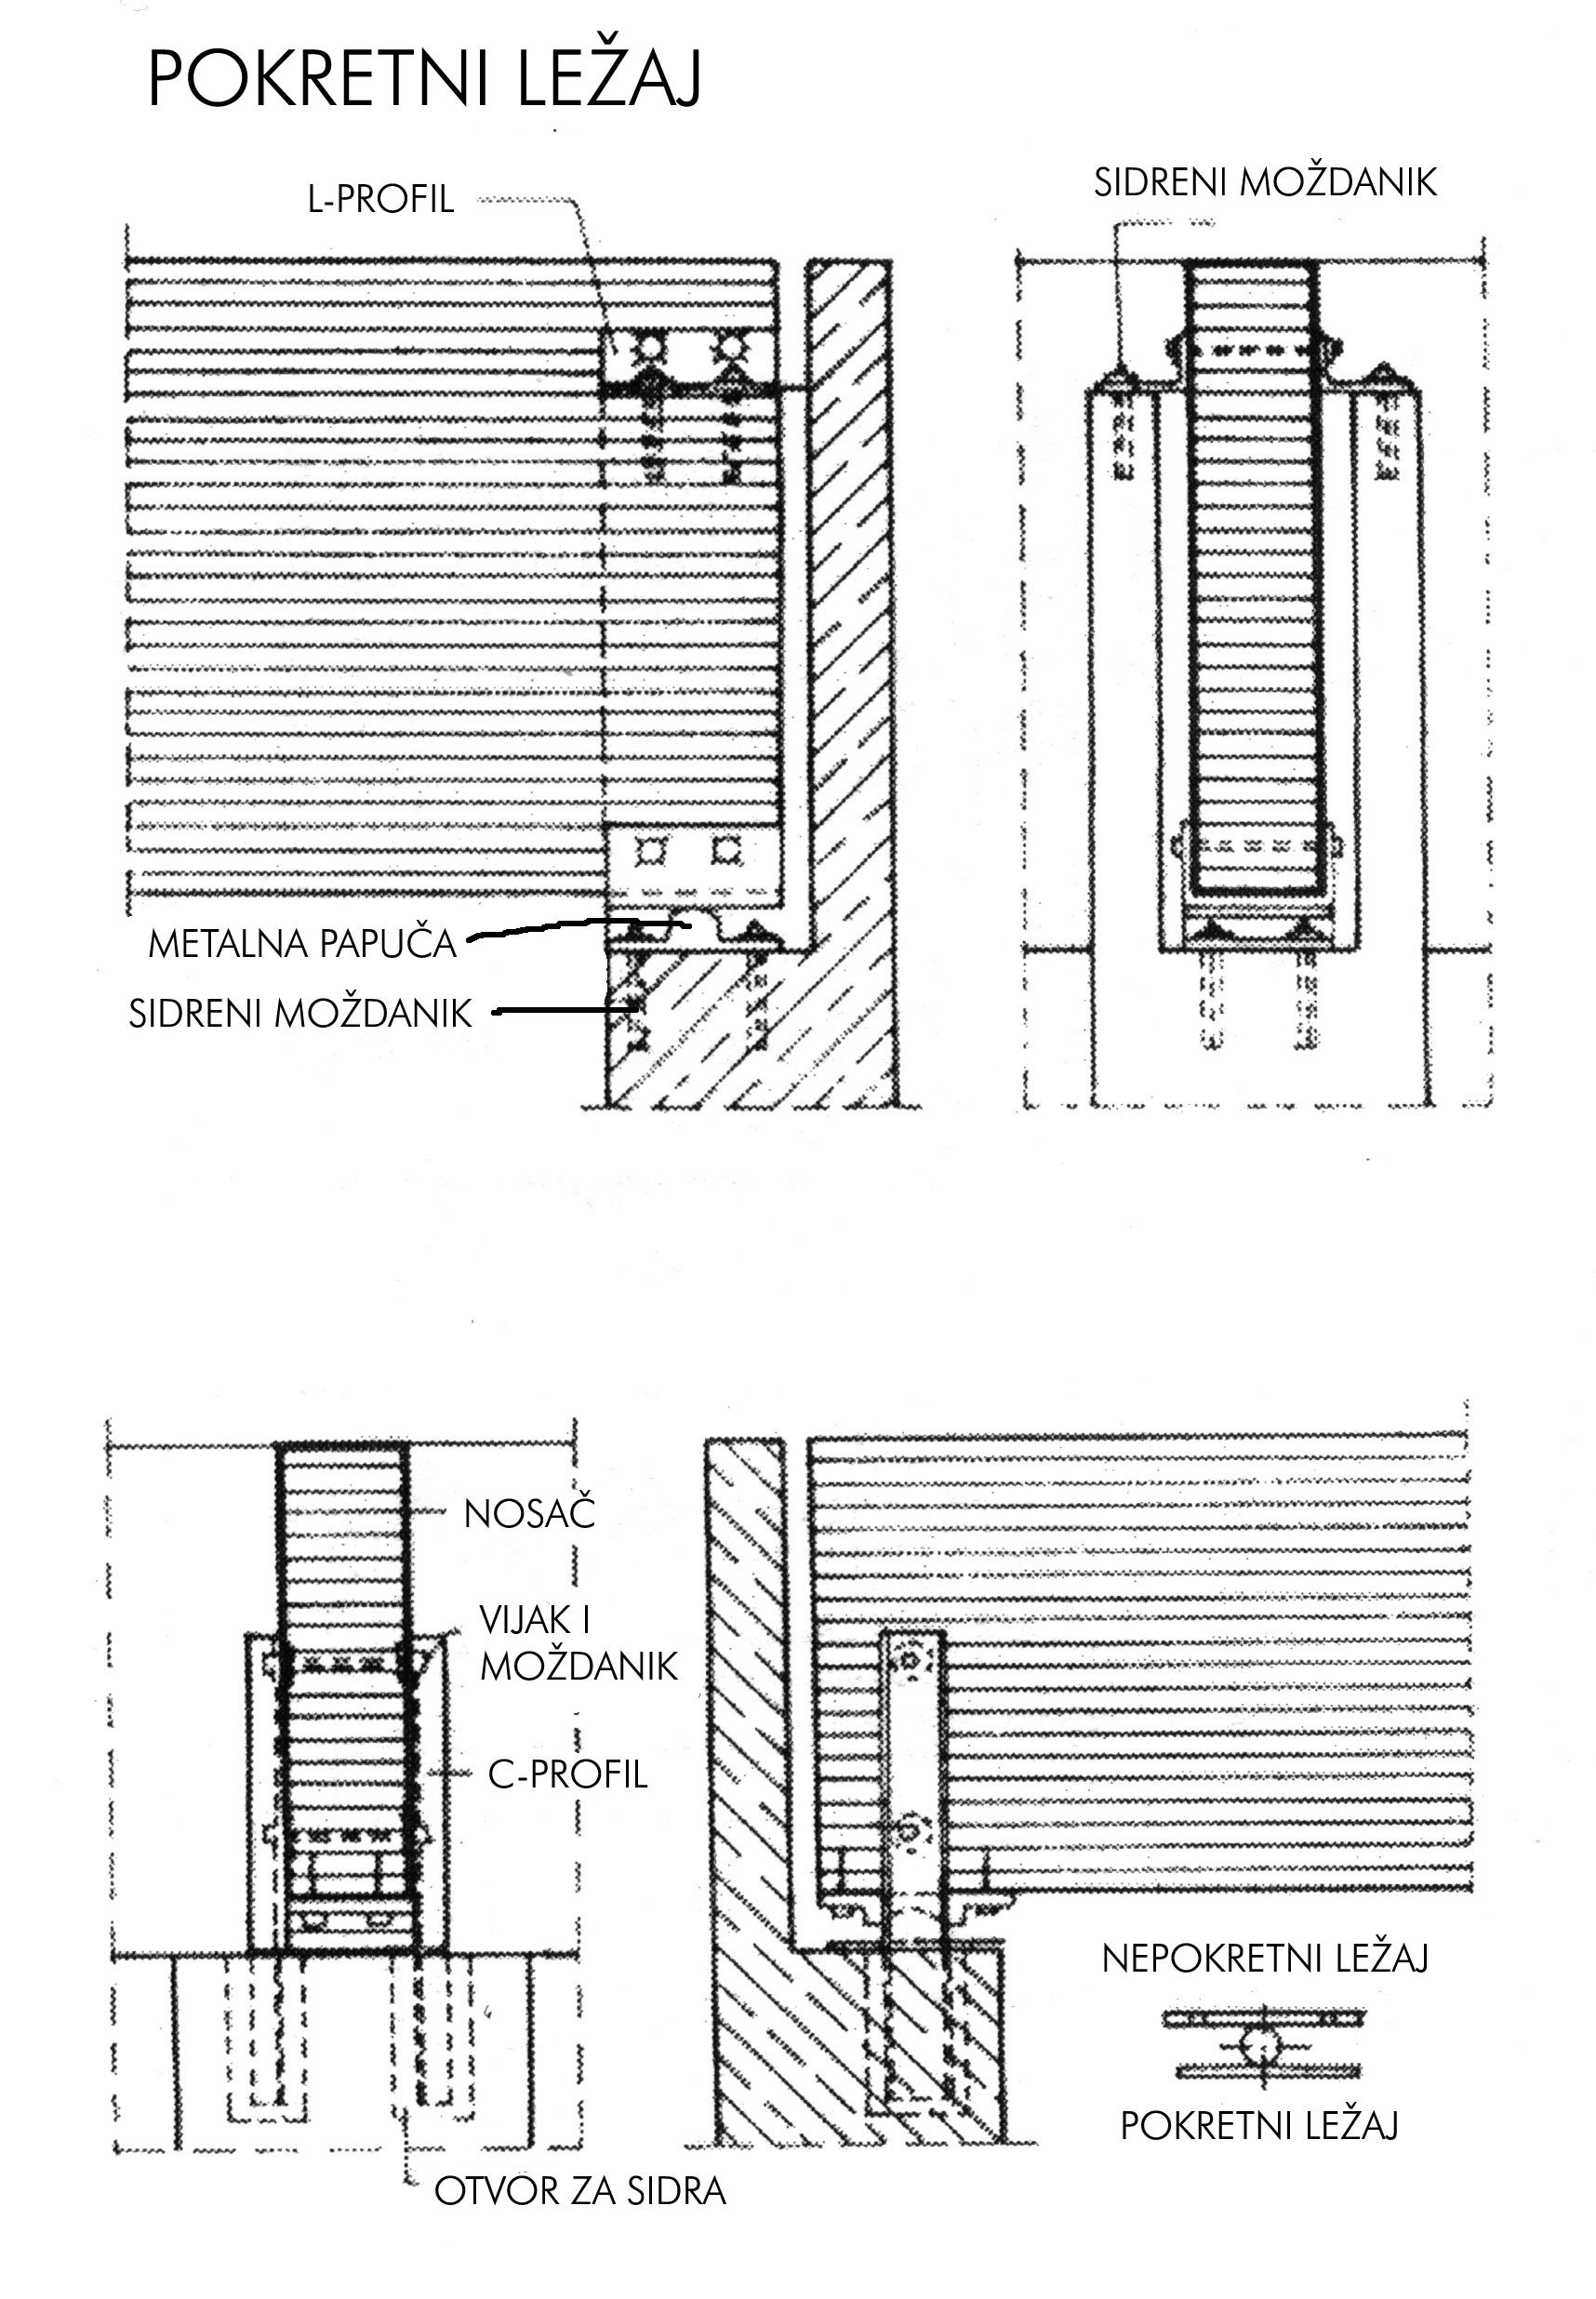 POKRETNI LEŽAJ
L-PROFIL
SIDRENI MOŽDANIK
METALNA PAPUČA
SIDRENI MOŽDANIK
NOSAČ
VIJAK I
MOŽDANIK
C-PROFIL
NEPOKRETNI LEŽAJ
POKRETNI LEŽAJ
OTVOR ZA SIDRA